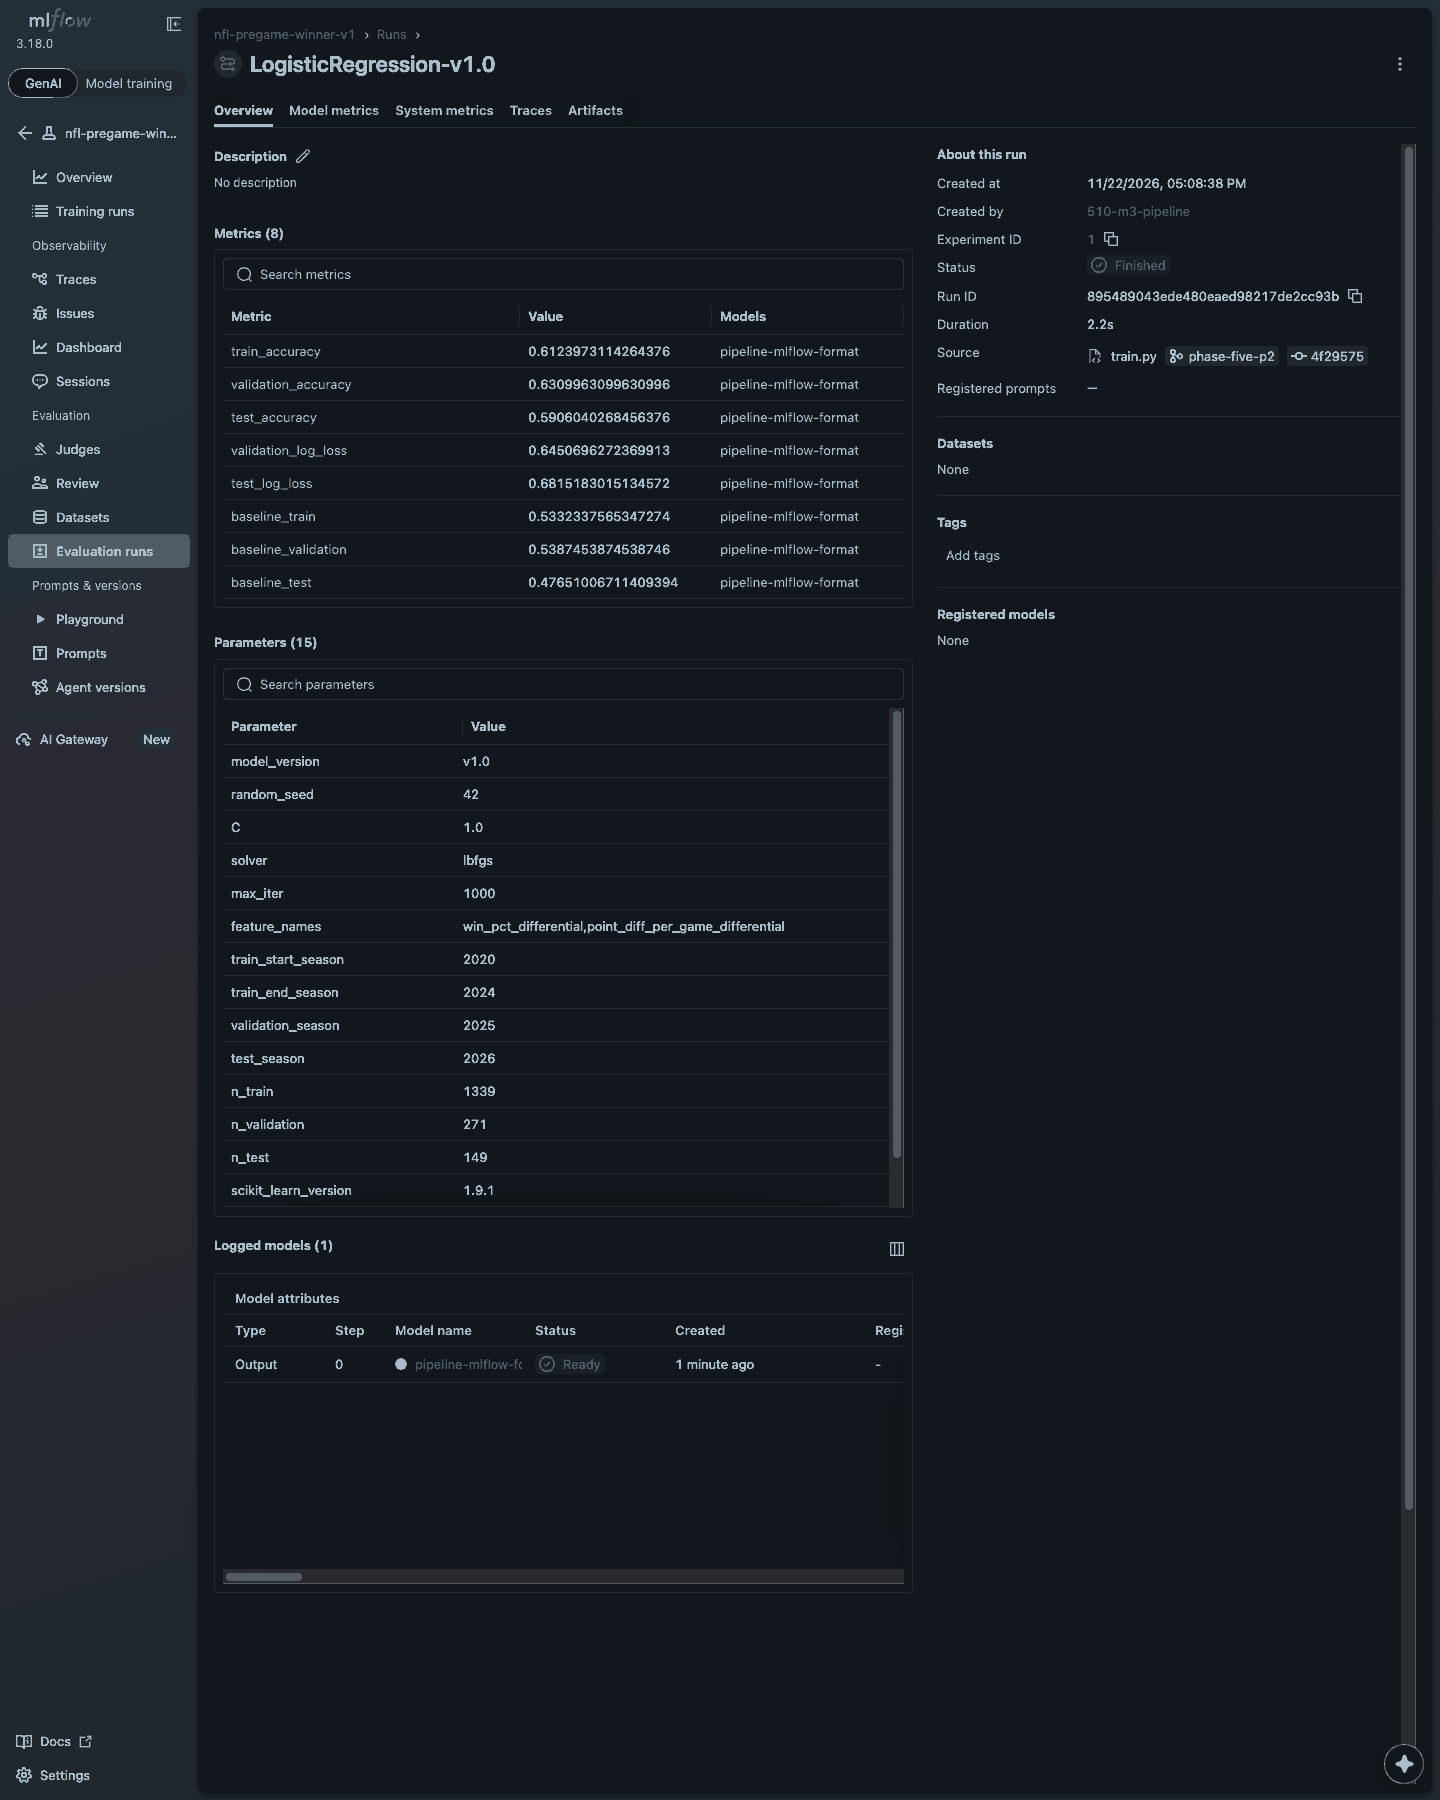 mlflow
3.18.0
GenAI Model training
nfl-pregame-win...
Overview
Training runs
Observability
Traces
Issues
Dashboard
Sessions
Evaluation
Judges
Review
Datasets
Evaluation runs
Prompts & versions
Playground
Prompts
Agent versions
AI Gateway New
Docs
Settings
nfl-pregame-winner-v1 › Runs ›
LogisticRegression-v1.0
Overview Model metrics System metrics Traces Artifacts
Description
No description
Metrics (8)
Search metrics
Metric Value Models
train_accuracy 0.6123973114264376 pipeline-mlflow-format
validation_accuracy 0.6309963099630996 pipeline-mlflow-format
test_accuracy 0.5906040268456376 pipeline-mlflow-format
validation_log_loss 0.6450696272369913 pipeline-mlflow-format
test_log_loss 0.6815183015134572 pipeline-mlflow-format
baseline_train 0.5332337565347274 pipeline-mlflow-format
baseline_validation 0.5387453874538746 pipeline-mlflow-format
baseline_test 0.47651006711409394 pipeline-mlflow-format
Parameters (15)
Search parameters
Parameter Value
model_version v1.0
random_seed 42
C 1.0
solver lbfgs
max_iter 1000
feature_names win_pct_differential,point_diff_per_game_differential
train_start_season 2020
train_end_season 2024
validation_season 2025
test_season 2026
n_train 1339
n_validation 271
n_test 149
scikit_learn_version 1.9.1
Logged models (1)
Model attributes
Type Step Model name Status Created Regi
Output 0 pipeline-mlflow-fo Ready 1 minute ago -
About this run
Created at 11/22/2026, 05:08:38 PM
Created by 510-m3-pipeline
Experiment ID 1
Status Finished
Run ID 895489043ede480eaed98217de2cc93b
Duration 2.2s
Source train.py phase-five-p2 4f29575
Registered prompts —
Datasets
None
Tags
Add tags
Registered models
None